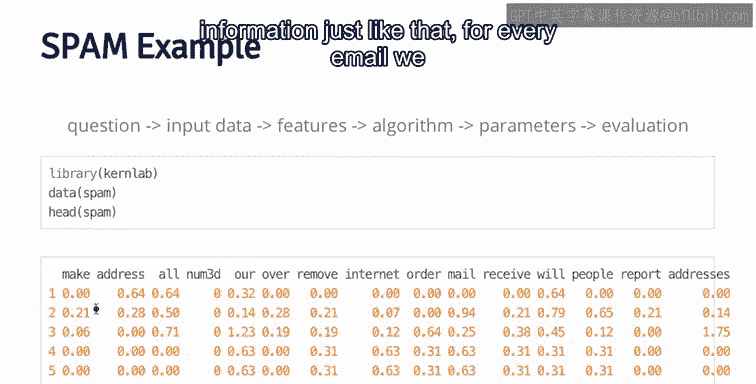 information just like that, for every
email we
SPAM Example
question -> input data -> features -> algorithm -> parameters -> evaluation
library(kernlab)
data(spam)
head(spam)
make address all num3d our over remove internet order mail receive will people report addresses
1 0.00 0.64 0.64 0 0.32 0.00 0.00 0.00 0.00 0.00 0.00 0.64 0.00 0.00 0.00
2 0.21 0.28 0.50 0 0.14 0.28 0.21 0.07 0.00 0.94 0.21 0.79 0.65 0.21 0.14
3 0.06 0.00 0.71 0 1.23 0.19 0.19 0.12 0.64 0.25 0.38 0.45 0.12 0.00 1.75
4 0.00 0.00 0.00 0 0.63 0.00 0.31 0.63 0.31 0.63 0.31 0.31 0.31 0.00 0.00
5 0.00 0.00 0.00 0 0.63 0.00 0.31 0.63 0.31 0.63 0.31 0.31 0.31 0.00 0.00